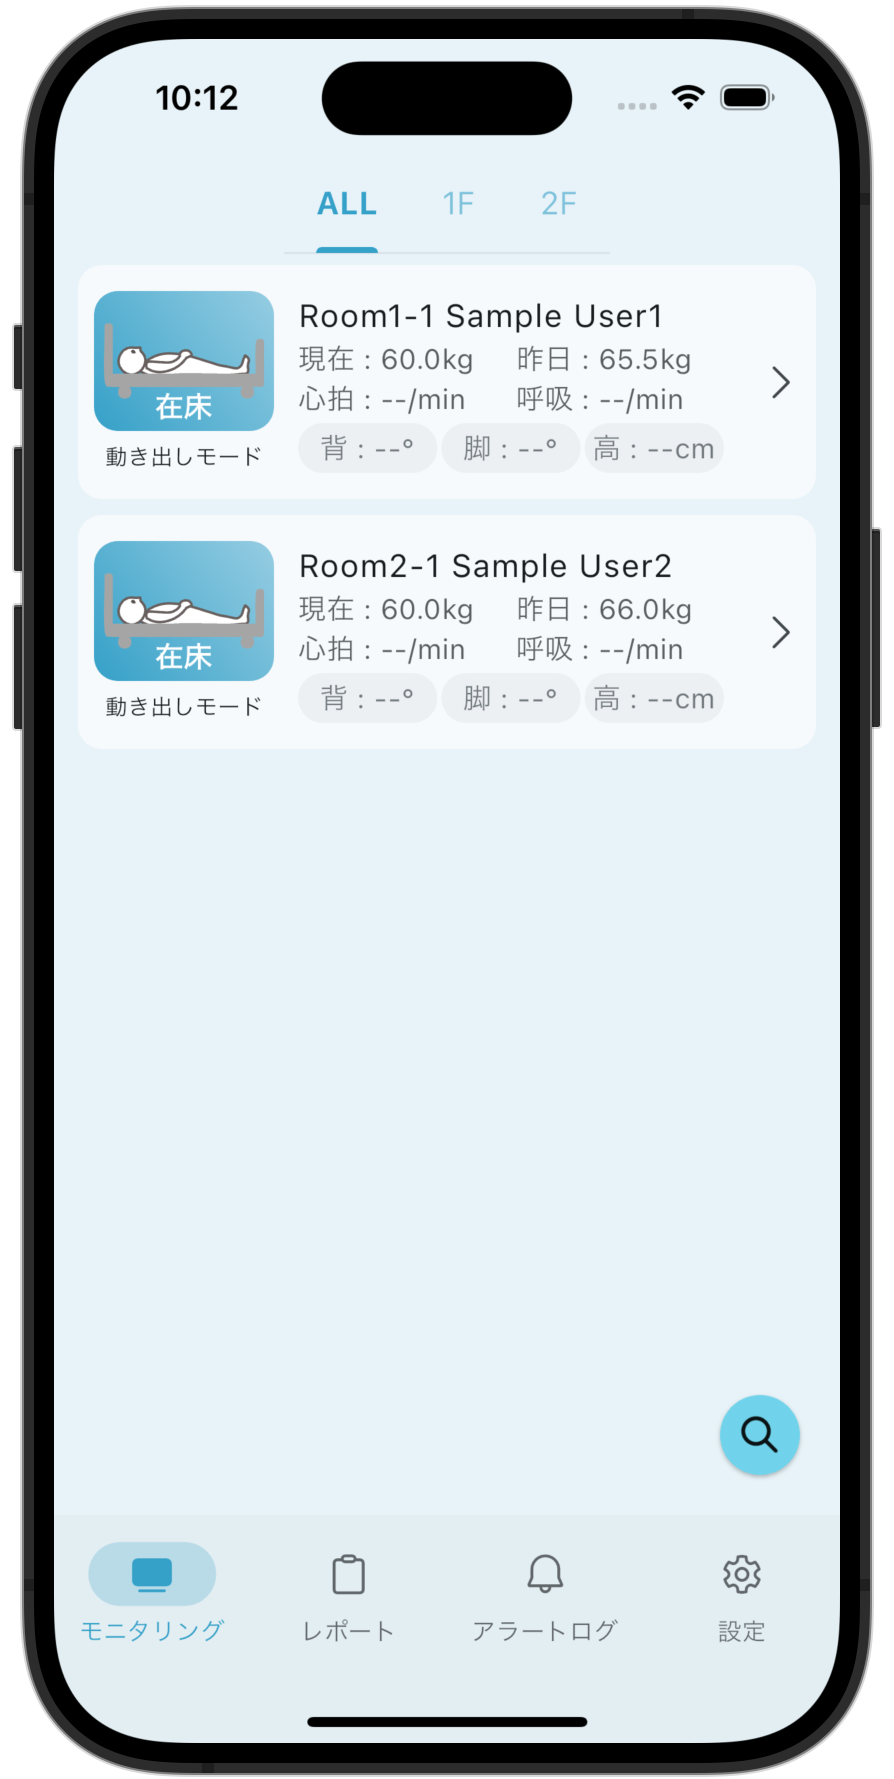 10:12
ALL 1F 2F
Room1-1 Sample User1
現在 : 60.0kg 昨日 : 65.5kg
心拍 : --/min 呼吸 : --/min
背 : --° 脚 : --° 高 : --cm
在床
動き出しモード
Room2-1 Sample User2
現在 : 60.0kg 昨日 : 66.0kg
心拍 : --/min 呼吸 : --/min
背 : --° 脚 : --° 高 : --cm
在床
動き出しモード
モニタリング レポート アラートログ 設定